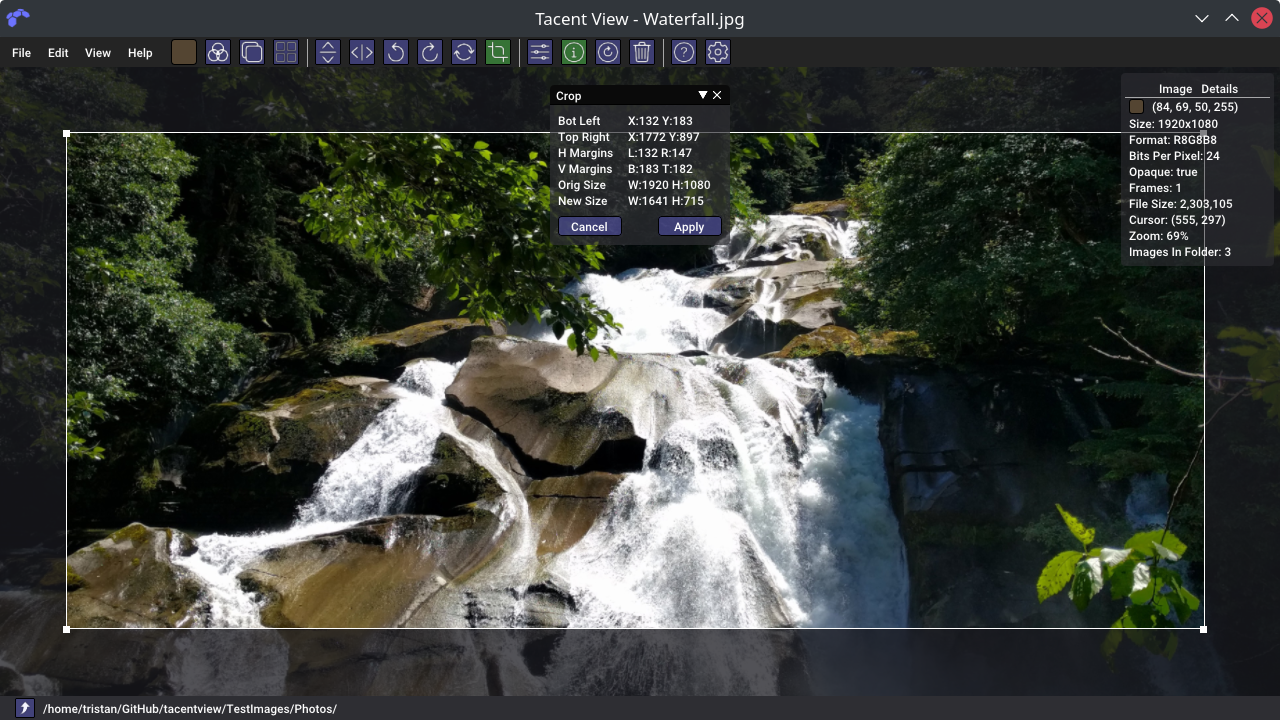 Tacent View - Waterfall.jpg
File Edit View Help
Crop
Bot Left X:132 Y:183
Top Right X:1772 Y:897
H Margins L:132 R:147
V Margins B:183 T:182
Orig Size W:1920 H:1080
New Size W:1641 H:715
Cancel Apply
Image Details
(84, 69, 50, 255)
Size: 1920x1080
Format: R8G8B8
Bits Per Pixel: 24
Opaque: true
Frames: 1
File Size: 2,303,105
Cursor: (555, 297)
Zoom: 69%
Images In Folder: 3
/home/tristan/GitHub/tacentview/TestImages/Photos/